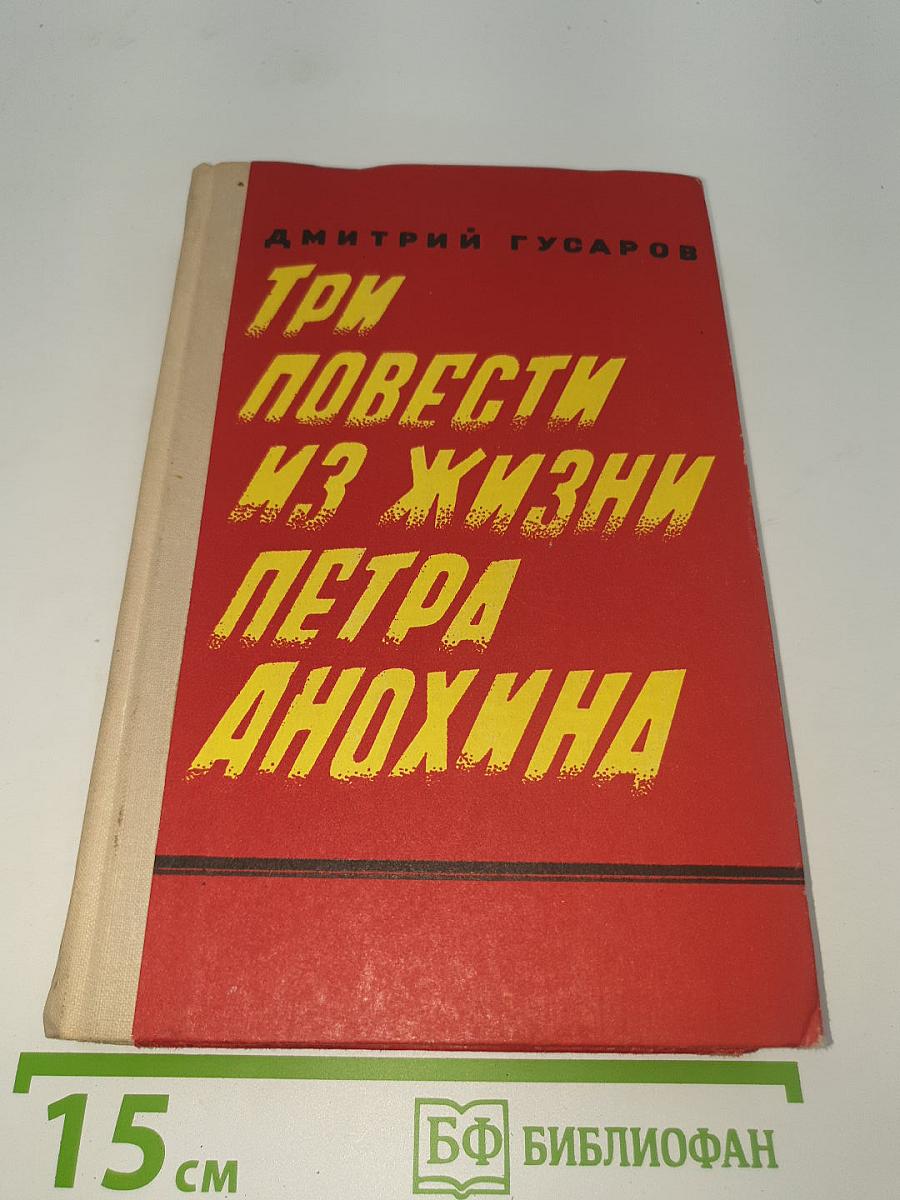 ДМИТРИЙ ГУСАРОВ
ТРИ
ПОВЕСТИ
ИЗ ЖИЗНИ
ПЕТРА
АНОХИНА
15 см
БФ БИБЛИОФАН